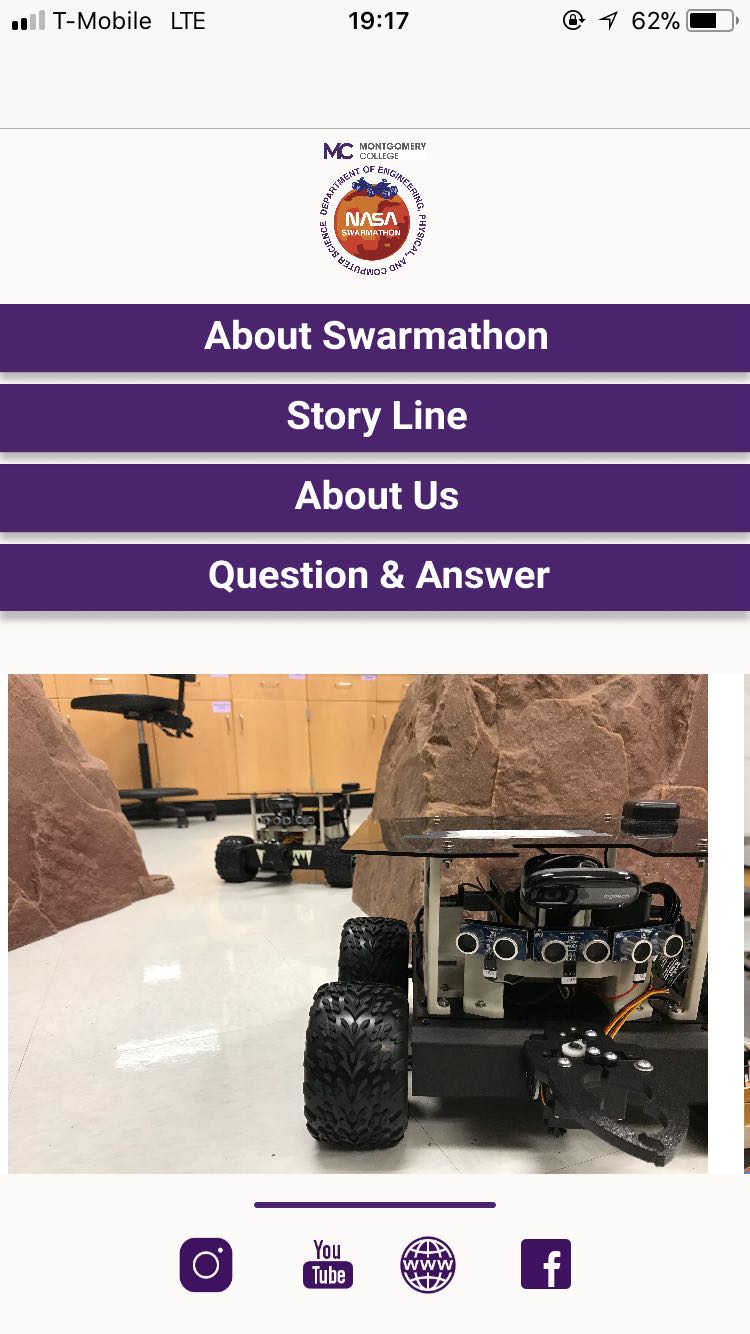 T-Mobile LTE 19:17 62%
MC MONTGOMERY
COLLEGE
DEPARTMENT OF ENGINEERING, PHYSICAL, AND COMPUTER SCIENCE
NASA
SWARMATHON
SWARMATHON
About Swarmathon
Story Line
About Us
Question & Answer
logitech
You
Tube
WWW
f